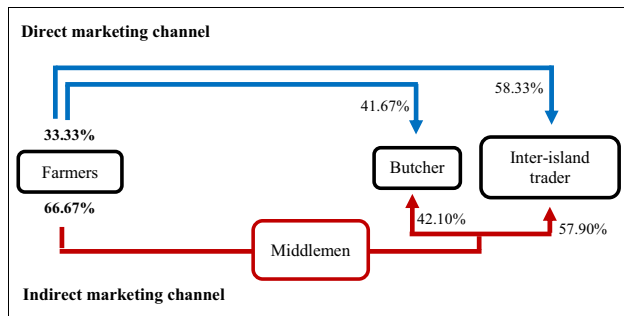 Direct marketing channel
58.33%
41.67%
33.33%
Farmers
Butcher
Inter-island
trader
66.67%
42.10%
57.90%
Middlemen
Indirect marketing channel